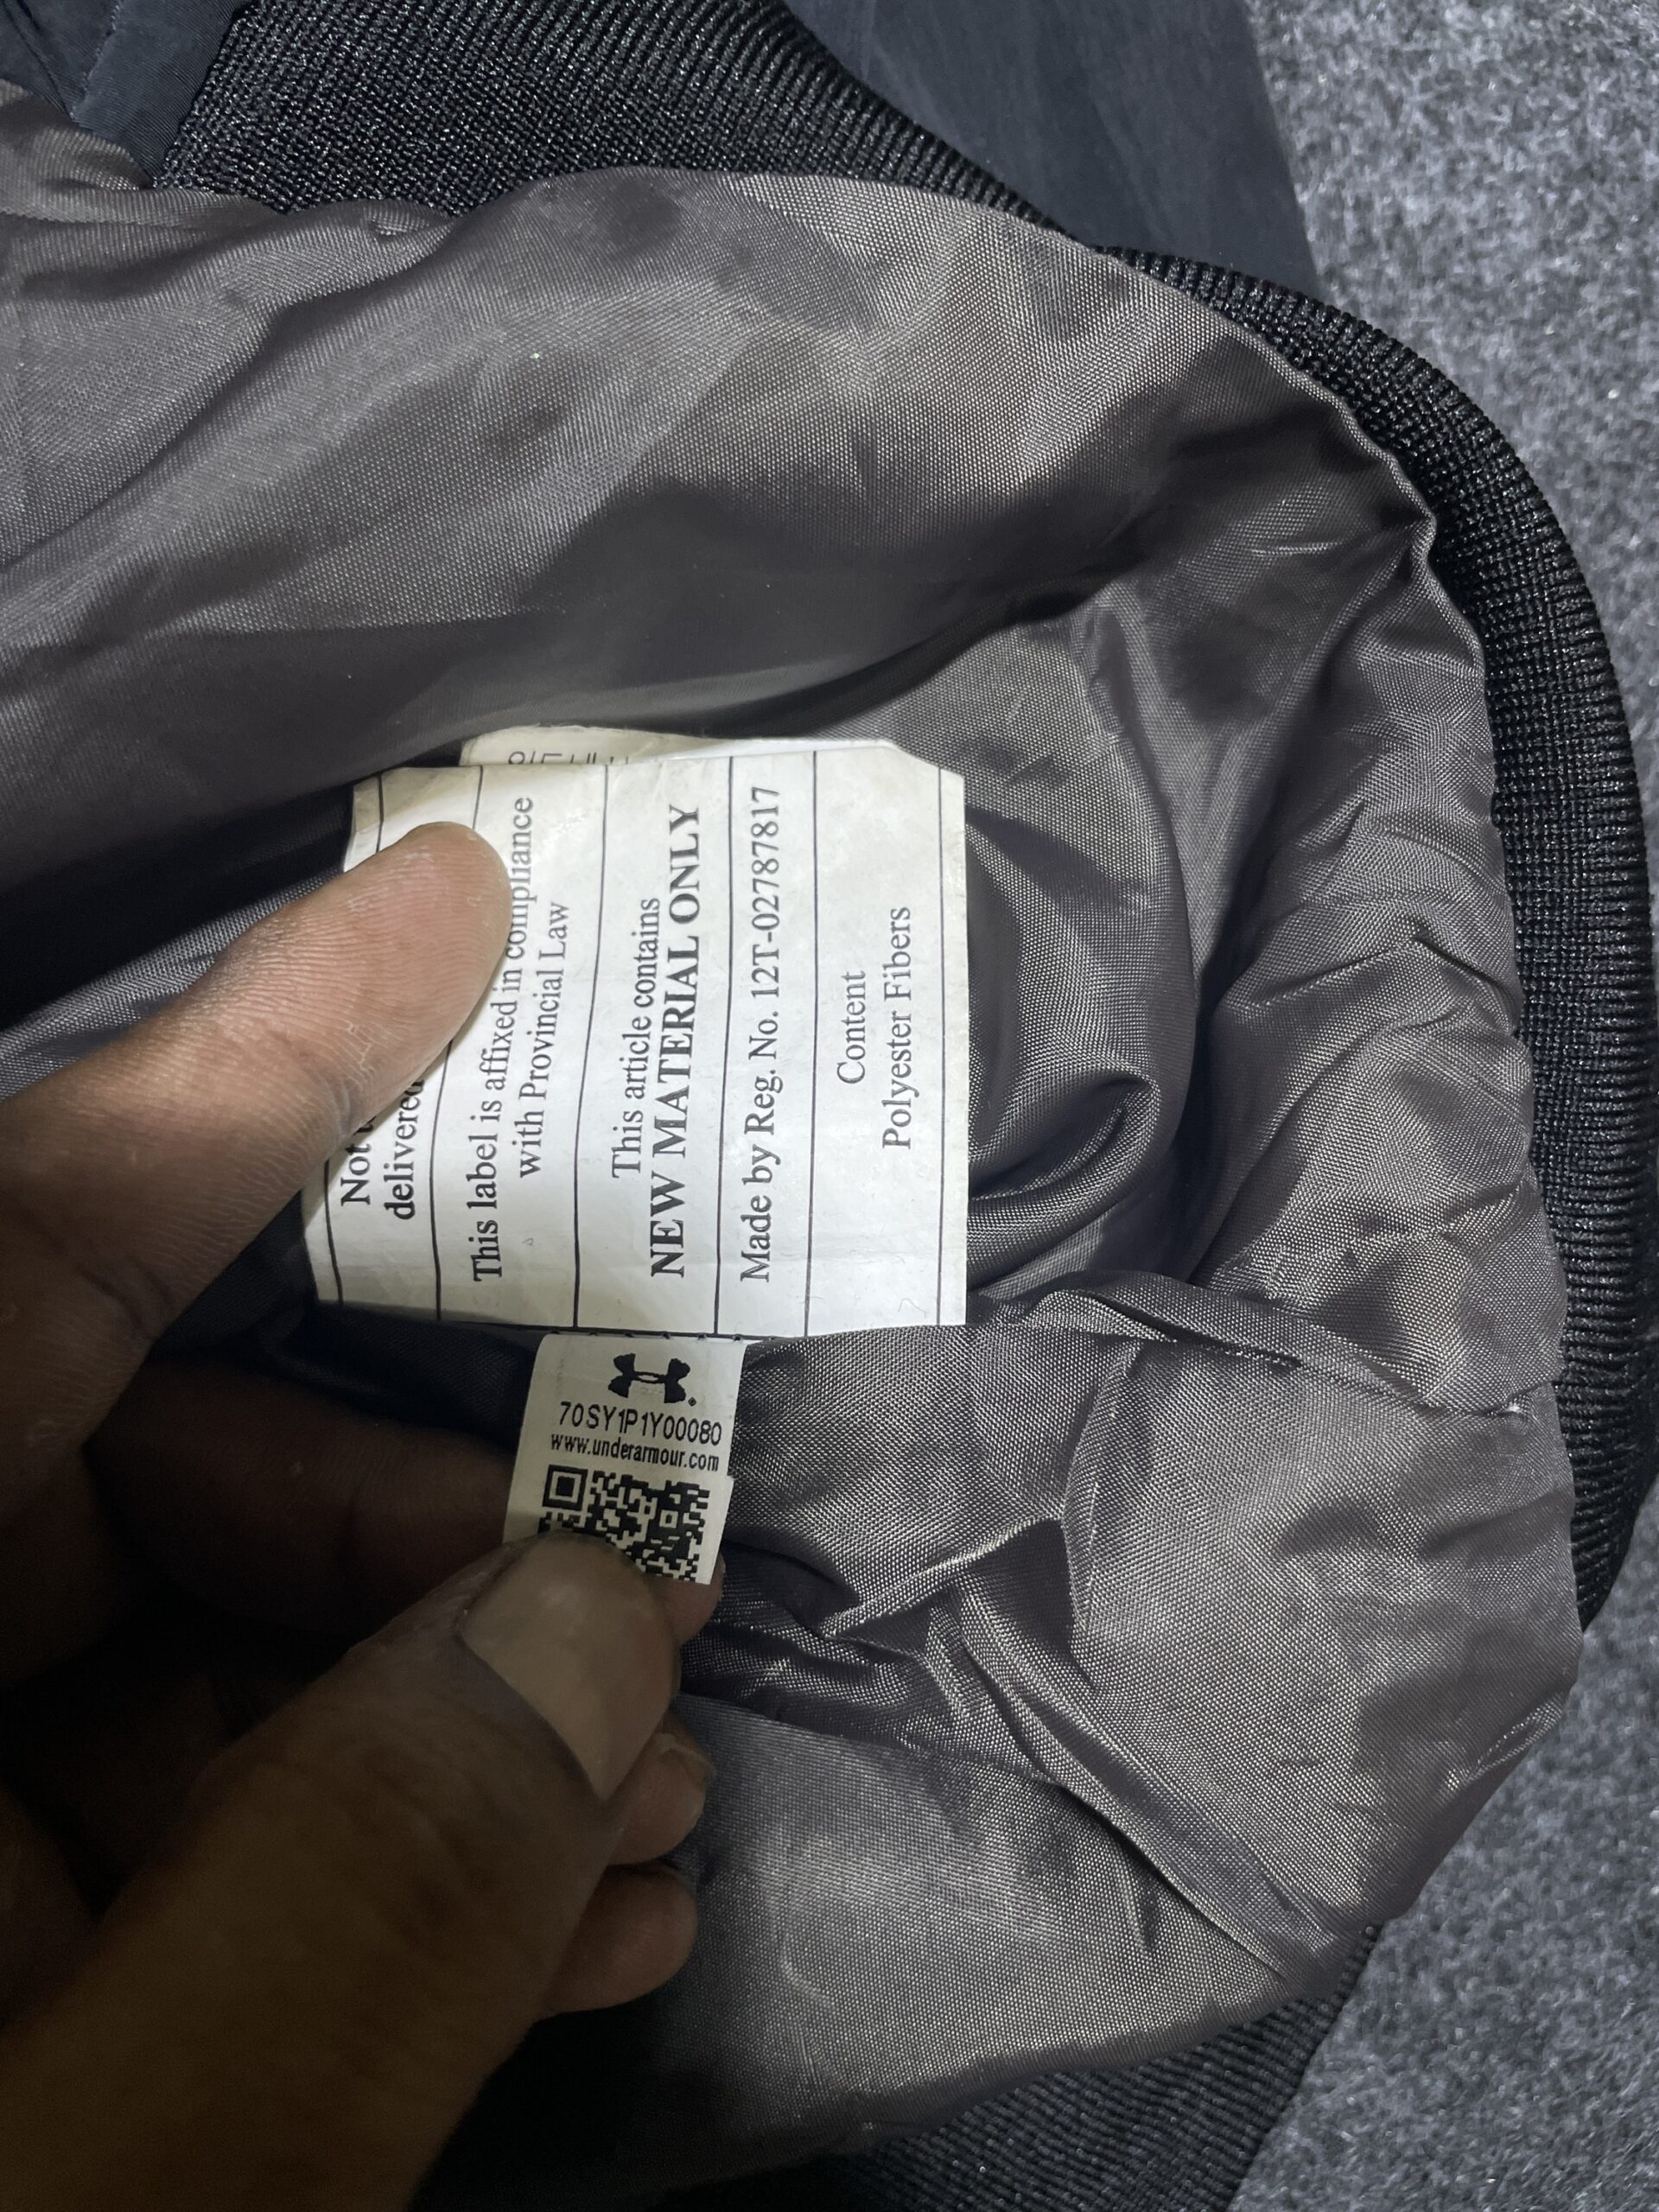 Not
delivered
This label is affixed in compliance
with Provincial Law
This article contains
NEW MATERIAL ONLY
Made by Reg. No. 12T-02787817
Content
Polyester Fibers
70SY1P1Y00080
www.underarmour.com